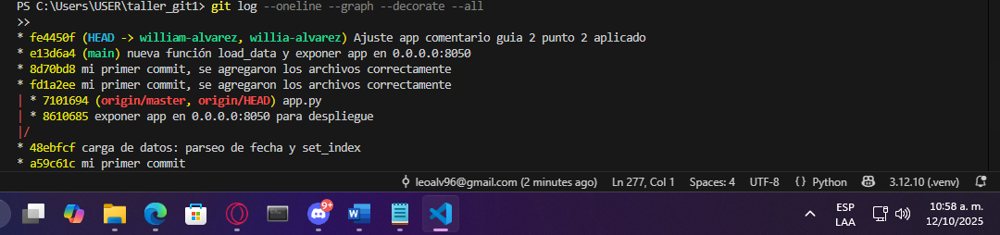 PS C:\Users\USER\taller_git1> git log --oneline --graph --decorate --all
>>
* fe4450f (HEAD -> william-alvarez, willia-alvarez) Ajuste app comentario guia 2 punto 2 aplicado
* e13d6a4 (main) nueva función load_data y exponer app en 0.0.0.0:8050
* 8d70bd8 mi primer commit, se agregaron los archivos correctamente
* fd1a2ee mi primer commit, se agregaron los archivos correctamente
| * 7101694 (origin/master, origin/HEAD) app.py
| * 8610685 exponer app en 0.0.0.0:8050 para despliegue
|/
* 48ebfcf carga de datos: parseo de fecha y set_index
* a59c61c mi primer commit
leoalv96@gmail.com (2 minutes ago) Ln 277, Col 1 Spaces: 4 UTF-8 {} Python 3.12.10 (.venv)
9+
W
ESP
LAA
10:58 a. m.
12/10/2025